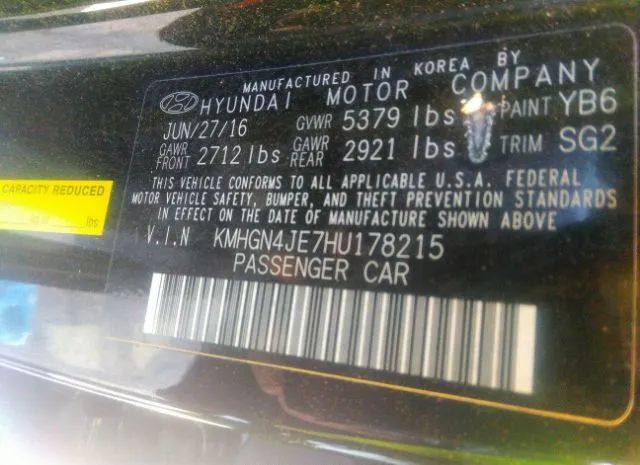 MANUFACTURED IN KOREA BY
HYUNDAI MOTOR COMPANY
JUN/27/16 GVWR 5379 lbs PAINT YB6
GAWR FRONT 2712 lbs GAWR REAR 2921 lbs TRIM SG2
THIS VEHICLE CONFORMS TO ALL APPLICABLE U.S.A. FEDERAL
MOTOR VEHICLE SAFETY, BUMPER, AND THEFT PREVENTION STANDARDS
IN EFFECT ON THE DATE OF MANUFACTURE SHOWN ABOVE
V.I.N KMHGN4JE7HU178215
PASSENGER CAR
CAPACITY REDUCED
lbs